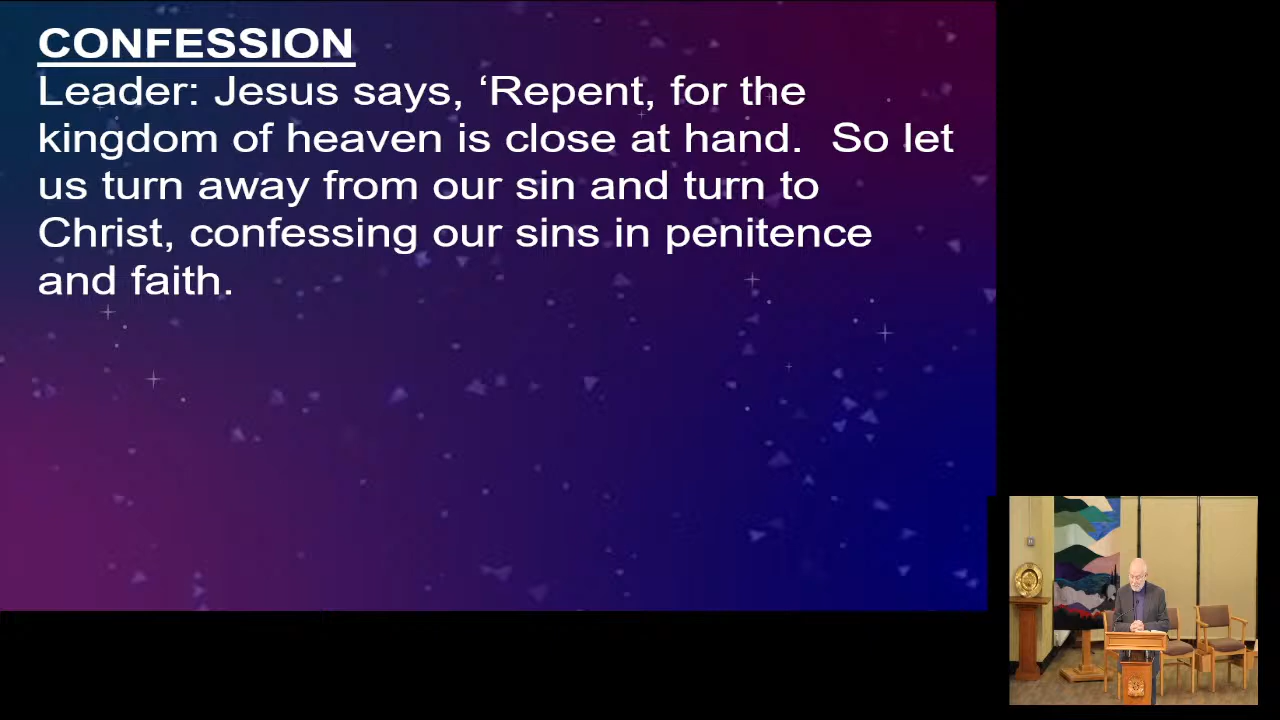 CONFESSION
Leader: Jesus says, ‘Repent, for the
kingdom of heaven is close at hand.  So let
us turn away from our sin and turn to
Christ, confessing our sins in penitence
and faith.